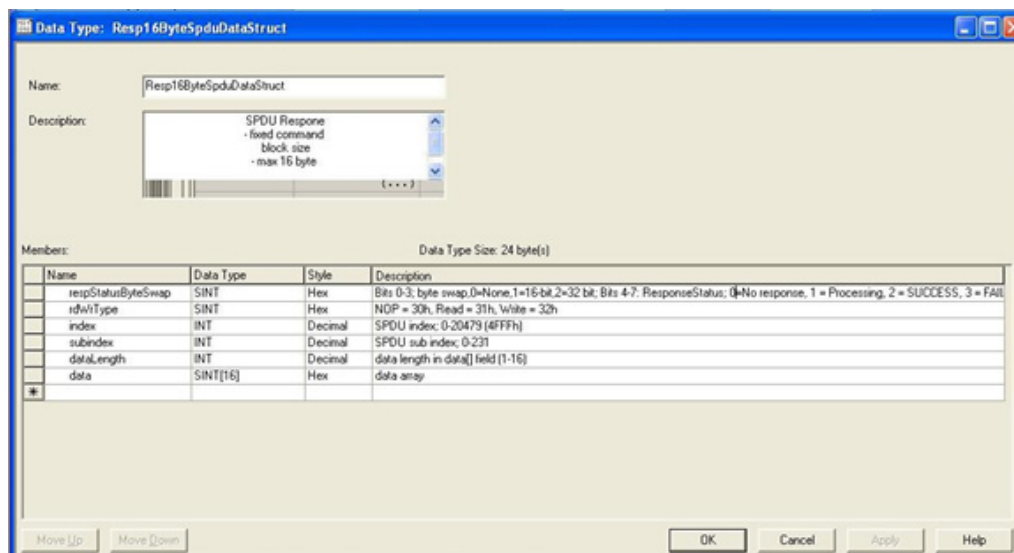 Data Type: Resp16ByteSpduDataStruct
Name: Resp16ByteSpduDataStruct
Description: SPDU Respone
- fixed command
block size
- max 16 byte
(...)
Members: Data Type Size: 24 byte(s)
Name Data Type Style Description
respStatusByteSwap SINT Hex Bits 0-3; byte swap,0=None,1=16-bit,2=32 bit; Bits 4-7: ResponseStatus; 0=No response, 1 = Processing, 2 = SUCCESS, 3 = FAIL
rdWrType SINT Hex NOP = 30h, Read = 31h, Write = 32h
index INT Decimal SPDU index; 0-20479 (4FFFh)
subindex INT Decimal SPDU sub index; 0-231
dataLength INT Decimal data length in data[] field (1-16)
data SINT[16] Hex data array
Move Up Move Down OK Cancel Apply Help